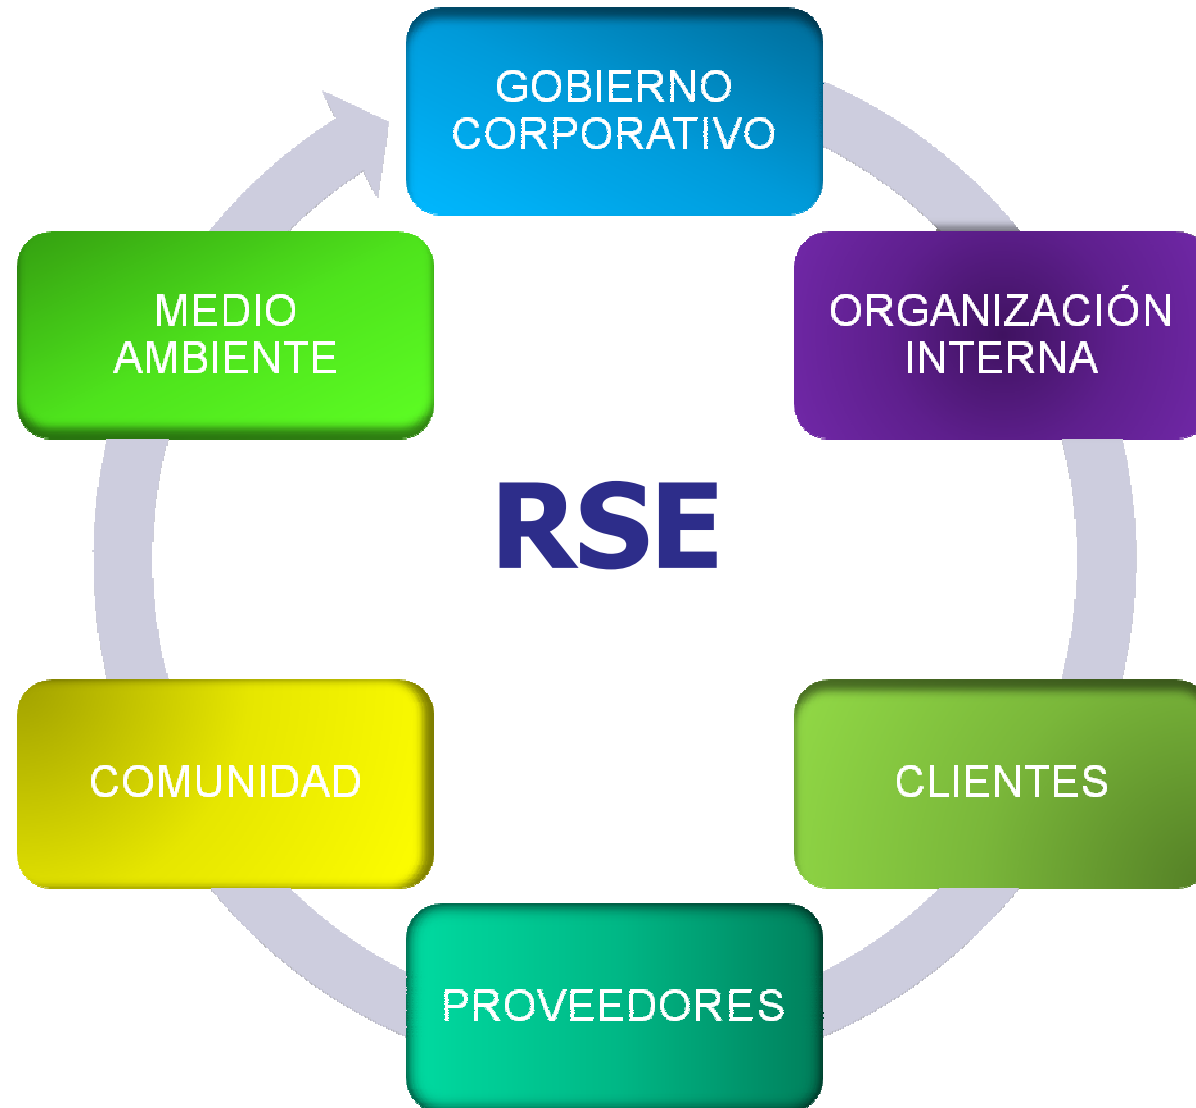 GOBIERNO
CORPORATIVO
ORGANIZACIÓN
INTERNA
CLIENTES
PROVEEDORES
COMUNIDAD
MEDIO
AMBIENTE
RSE